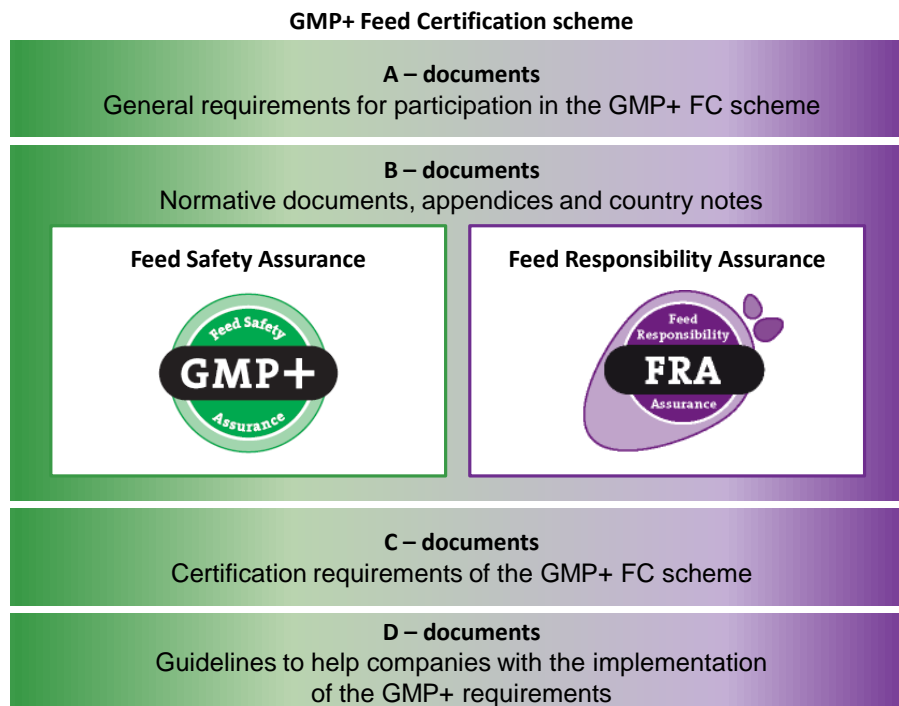 GMP+ Feed Certification scheme
A – documents
General requirements for participation in the GMP+ FC scheme
B – documents
Normative documents, appendices and country notes
Feed Safety Assurance
Feed Safety
GMP+
Assurance
Feed Responsibility Assurance
Feed
Responsibility
FRA
Assurance
C – documents
Certification requirements of the GMP+ FC scheme
D – documents
Guidelines to help companies with the implementation
of the GMP+ requirements